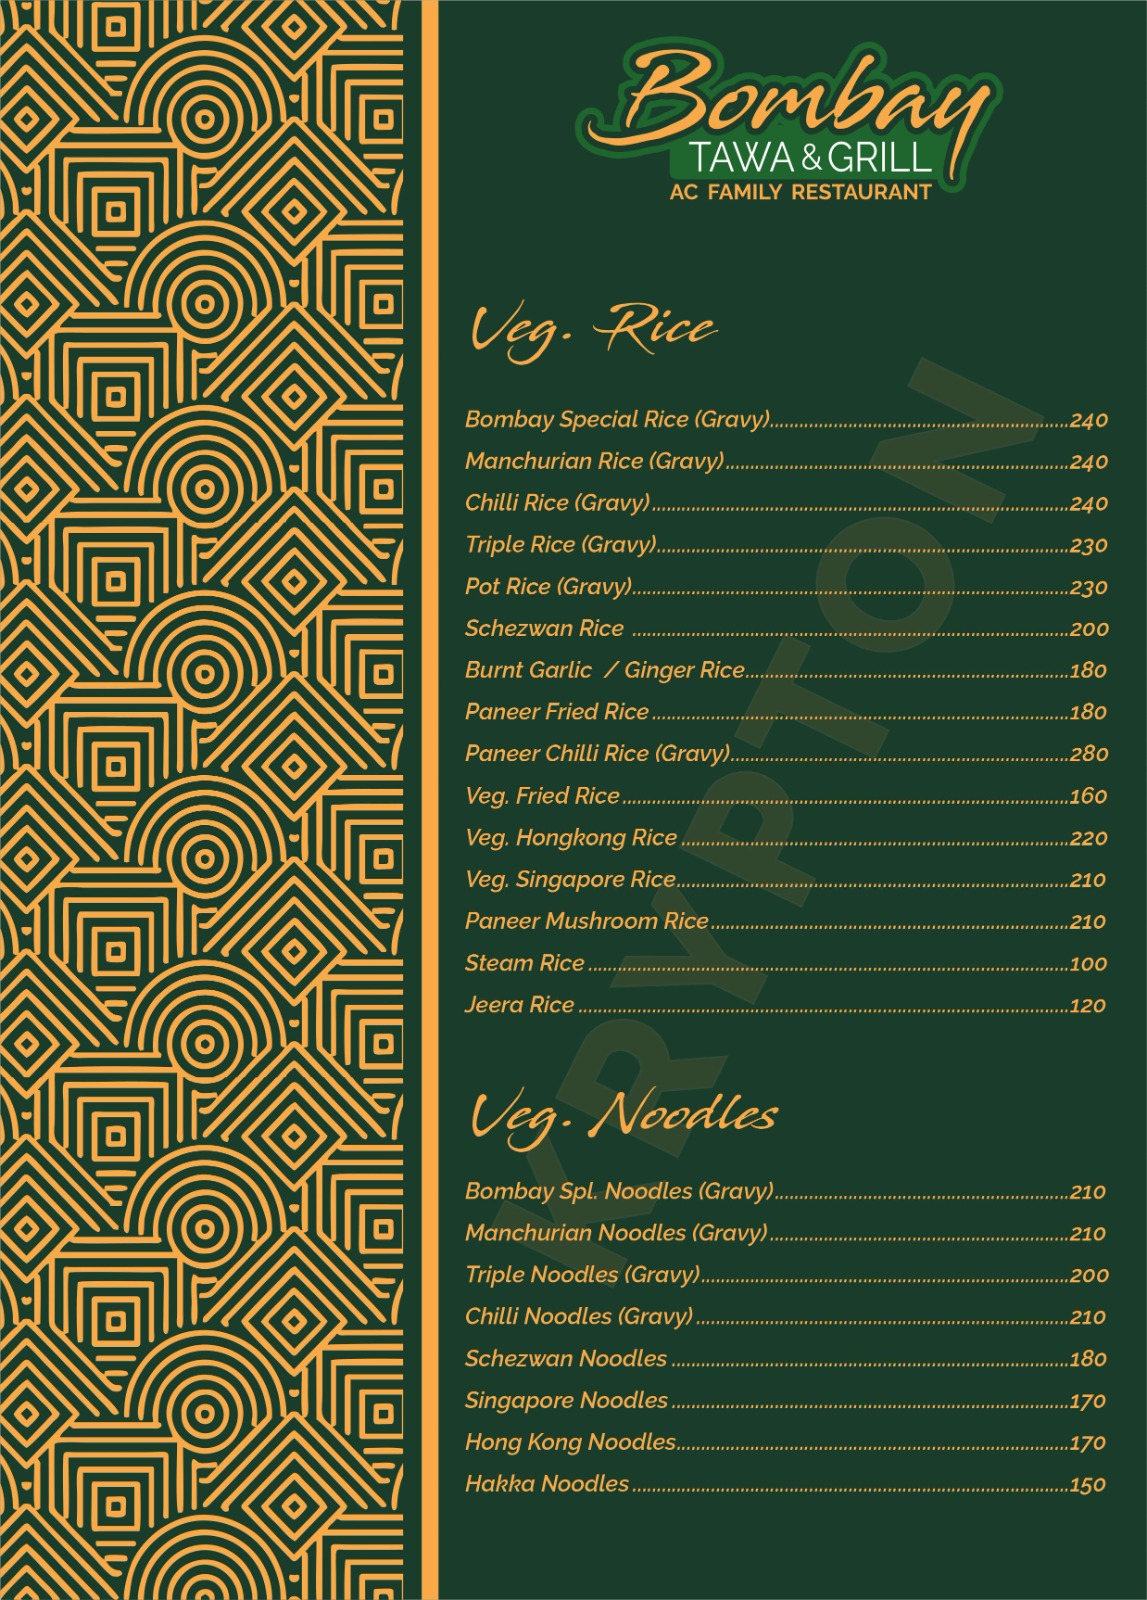 Bombay
TAWA & GRILL
AC FAMILY RESTAURANT
Veg. Rice
Bombay Special Rice (Gravy)....240
Manchurian Rice (Gravy)....240
Chilli Rice (Gravy)....240
Triple Rice (Gravy)....230
Pot Rice (Gravy)....230
Schezwan Rice ....200
Burnt Garlic / Ginger Rice....180
Paneer Fried Rice....180
Paneer Chilli Rice (Gravy)....280
Veg. Fried Rice....160
Veg. Hongkong Rice....220
Veg. Singapore Rice....210
Paneer Mushroom Rice....210
Steam Rice....100
Jeera Rice....120
Veg. Noodles
Bombay Spl. Noodles (Gravy)....210
Manchurian Noodles (Gravy)....210
Triple Noodles (Gravy)....200
Chilli Noodles (Gravy)....210
Schezwan Noodles....180
Singapore Noodles....170
Hong Kong Noodles....170
Hakka Noodles....150
KRYPTON